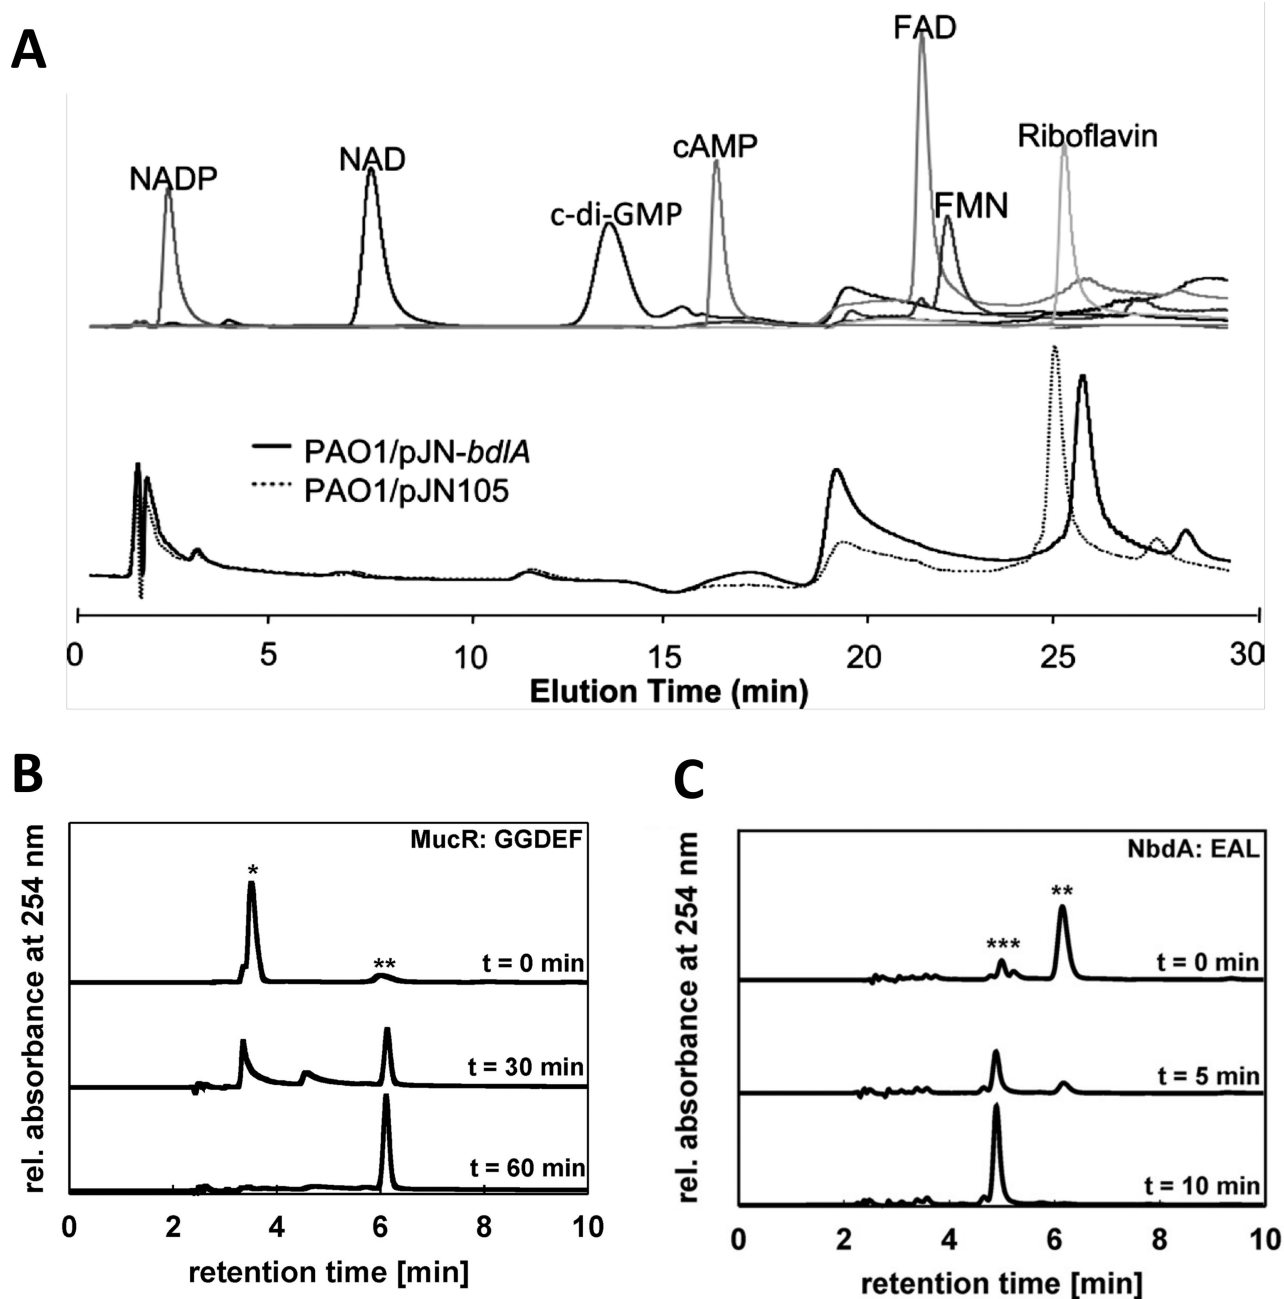 A
FAD
cAMP
Riboflavin
NAD
NADP
FMN
c-di-GMP
PAO1/pJN-bdlA
PAO1/pJN105
0 5 10 15 20 25 30
Elution Time (min)
B
rel. absorbance at 254 nm
MucR: GGDEF
*
**
t = 0 min
t = 30 min
t = 60 min
0 2 4 6 8 10
retention time [min]
C
rel. absorbance at 254 nm
NbdA: EAL
**
***
t = 0 min
t = 5 min
t = 10 min
0 2 4 6 8 10
retention time [min]